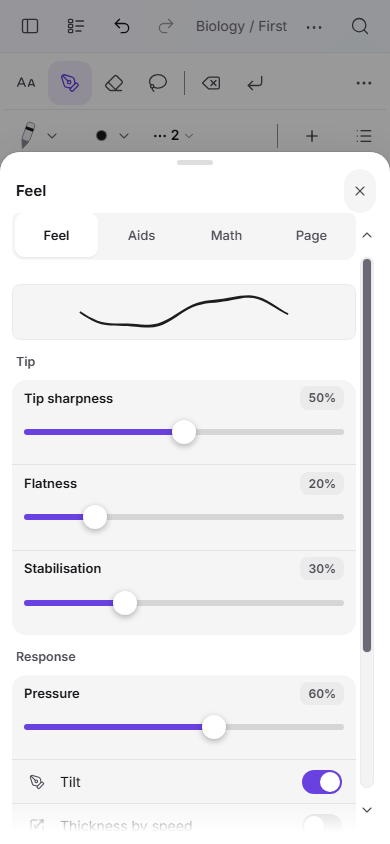 Biology / First
AA
2
Feel
Feel
Aids
Math
Page
Tip
Tip sharpness
50%
Flatness
20%
Stabilisation
30%
Response
Pressure
60%
Tilt
Thickness by speed